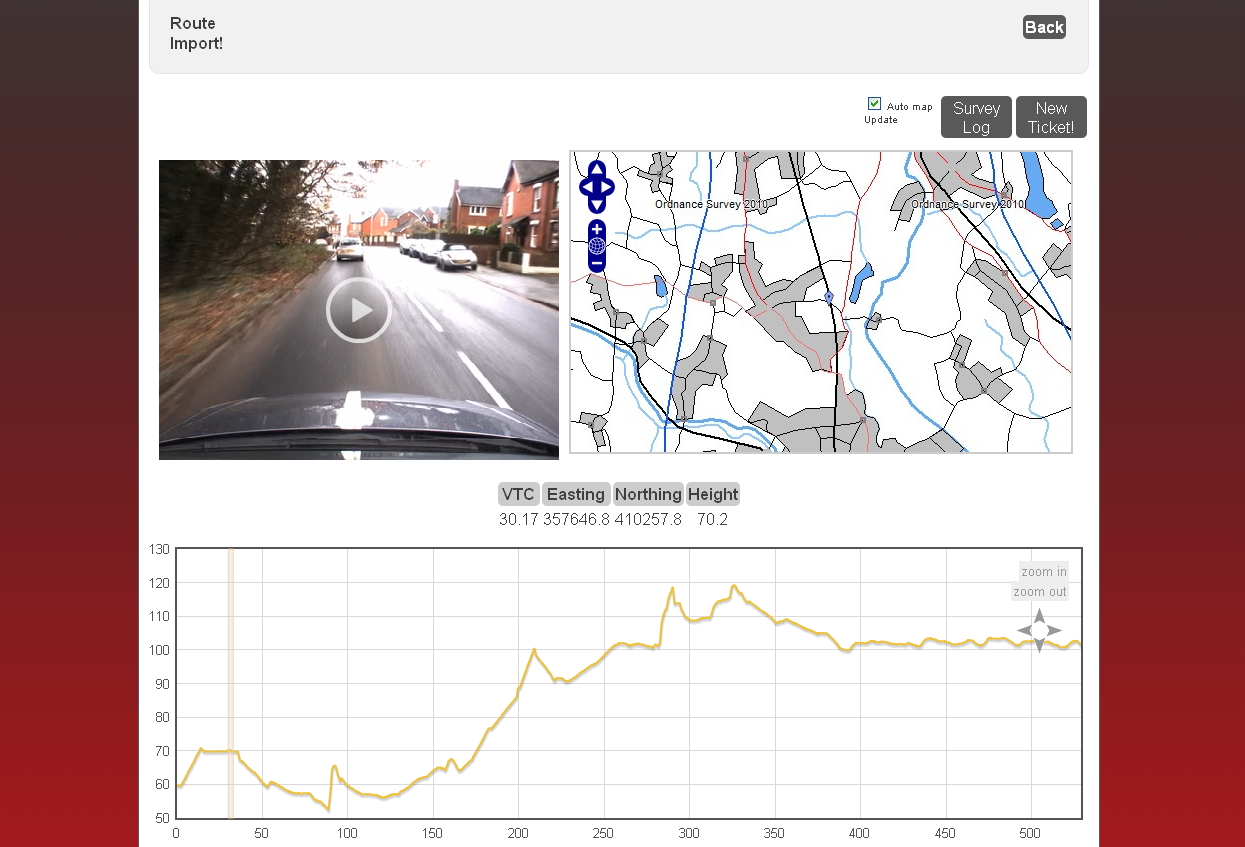 Route
Import!
Back
Auto map
Update
Survey
Log
New
Ticket!
Ordnance Survey 2010
Ordnance Survey 2010
VTC Easting Northing Height
30.17 357646.8 410257.8 70.2
zoom in
zoom out
130
120
110
100
90
80
70
60
50
0 50 100 150 200 250 300 350 400 450 500